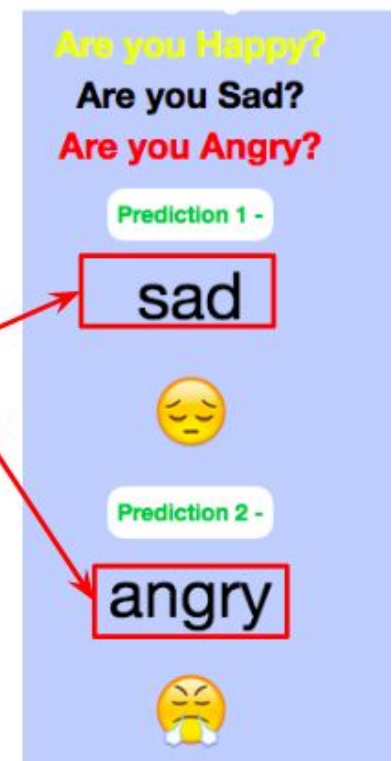 Are you Happy?
Are you Sad?
Are you Angry?
Prediction 1 -
sad
Prediction 2 -
angry